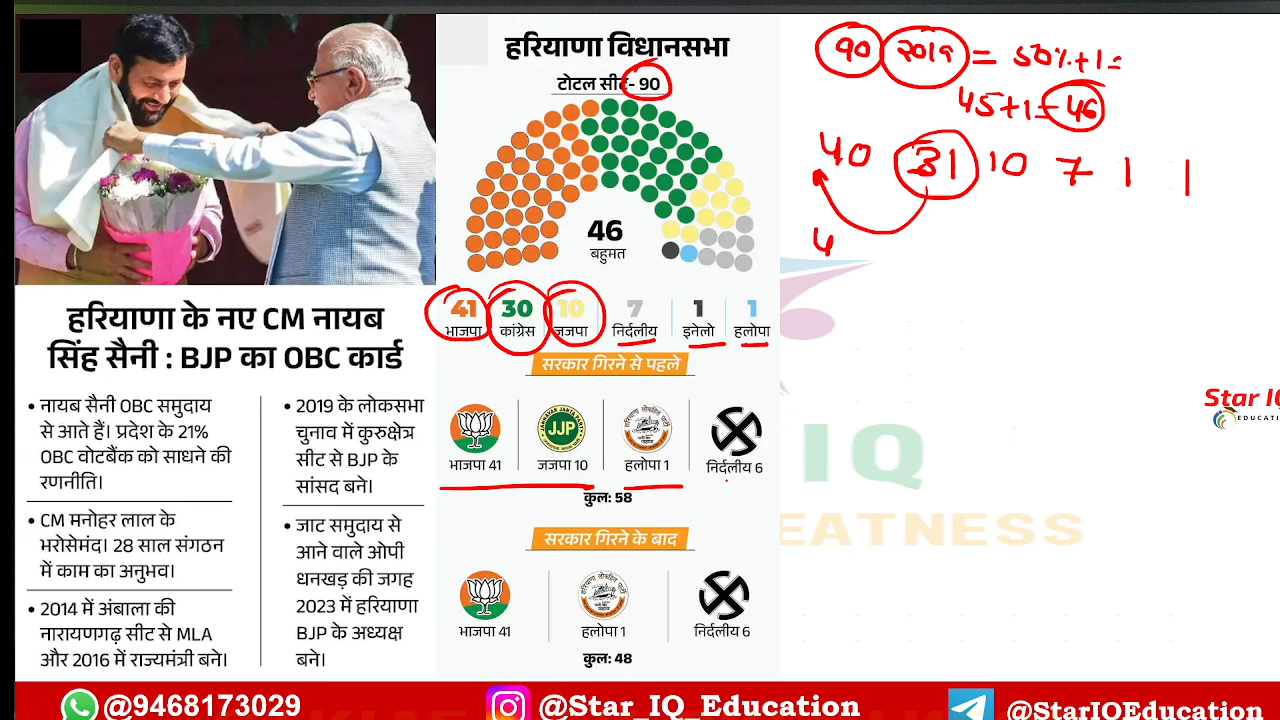 हरियाणा के नए CM नायब
सिंह सैनी : BJP का OBC कार्ड
• नायब सैनी OBC समुदाय
से आते हैं। प्रदेश के 21%
OBC वोटबैंक को साधने की
रणनीति।
• CM मनोहर लाल के
भरोसेमंद। 28 साल संगठन
में काम का अनुभव।
• 2014 में अंबाला की
नारायणगढ़ सीट से MLA
और 2016 में राज्यमंत्री बने।
• 2019 के लोकसभा
चुनाव में कुरुक्षेत्र
सीट से BJP के
सांसद बने।
• जाट समुदाय से
आने वाले ओपी
धनखड़ की जगह
2023 में हरियाणा
BJP के अध्यक्ष
बने।
हरियाणा विधानसभा
टोटल सीट- 90
46
बहुमत
41 30 10 7 1 1
भाजपा कांग्रेस जजपा निर्दलीय इनेलो हलोपा
सरकार गिरने से पहले
JJP
भाजपा 41 जजपा 10 हलोपा 1 निर्दलीय 6
कुल: 58
सरकार गिरने के बाद
भाजपा 41 हलोपा 1 निर्दलीय 6
कुल: 48
90 2019 = 50%+1=
45+1=46
40 31 10 7 1 1
4
IQ
EATNESS
Star IQ
EDUCATI
@9468173029 @Star_IQ_Education @StarIQEducation